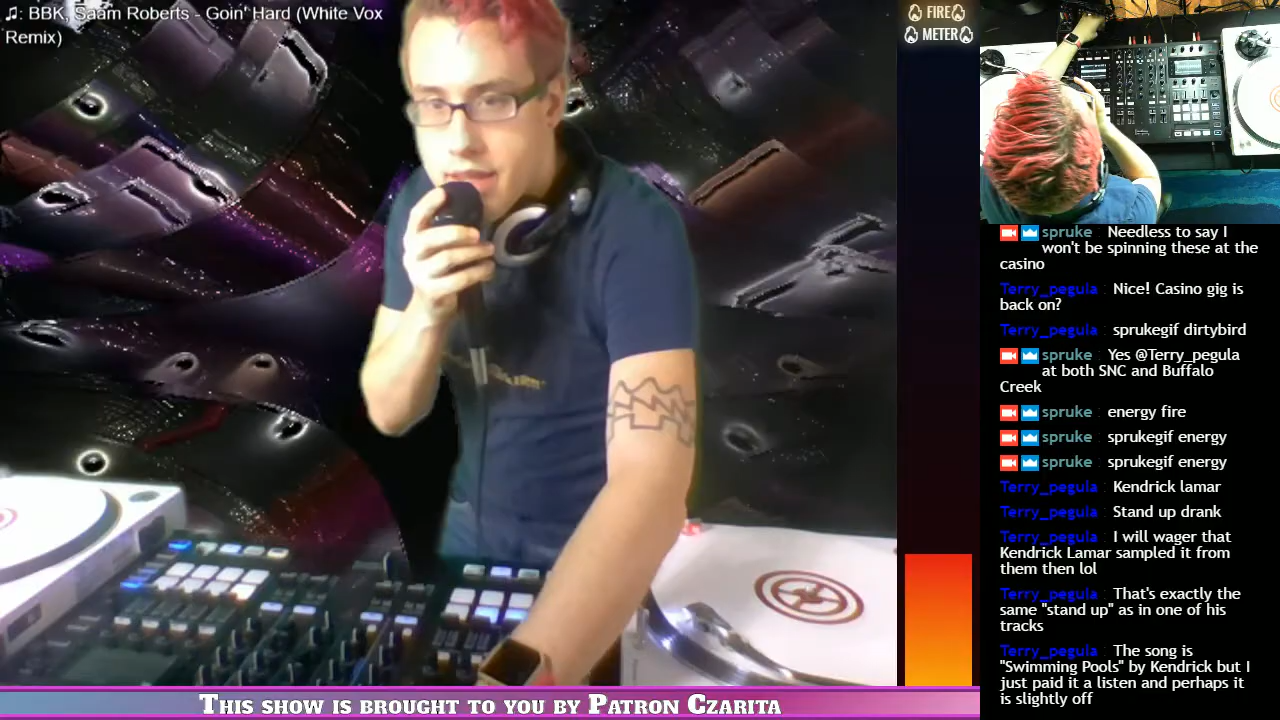 ♫: BBK, Saam Roberts - Goin' Hard (White Vox
Remix)
FIRE
METER
spruke : Needless to say I
won't be spinning these at the
casino
Terry_pegula : Nice! Casino gig is
back on?
Terry_pegula : sprukegif dirtybird
spruke : Yes @Terry_pegula
at both SNC and Buffalo
Creek
spruke : energy fire
spruke : sprukegif energy
spruke : sprukegif energy
Terry_pegula : Kendrick lamar
Terry_pegula : Stand up drank
Terry_pegula : I will wager that
Kendrick Lamar sampled it from
them then lol
Terry_pegula : That's exactly the
same "stand up" as in one of his
tracks
Terry_pegula : The song is
"Swimming Pools" by Kendrick but I
just paid it a listen and perhaps it
is slightly off
This show is brought to you by Patron Czarita